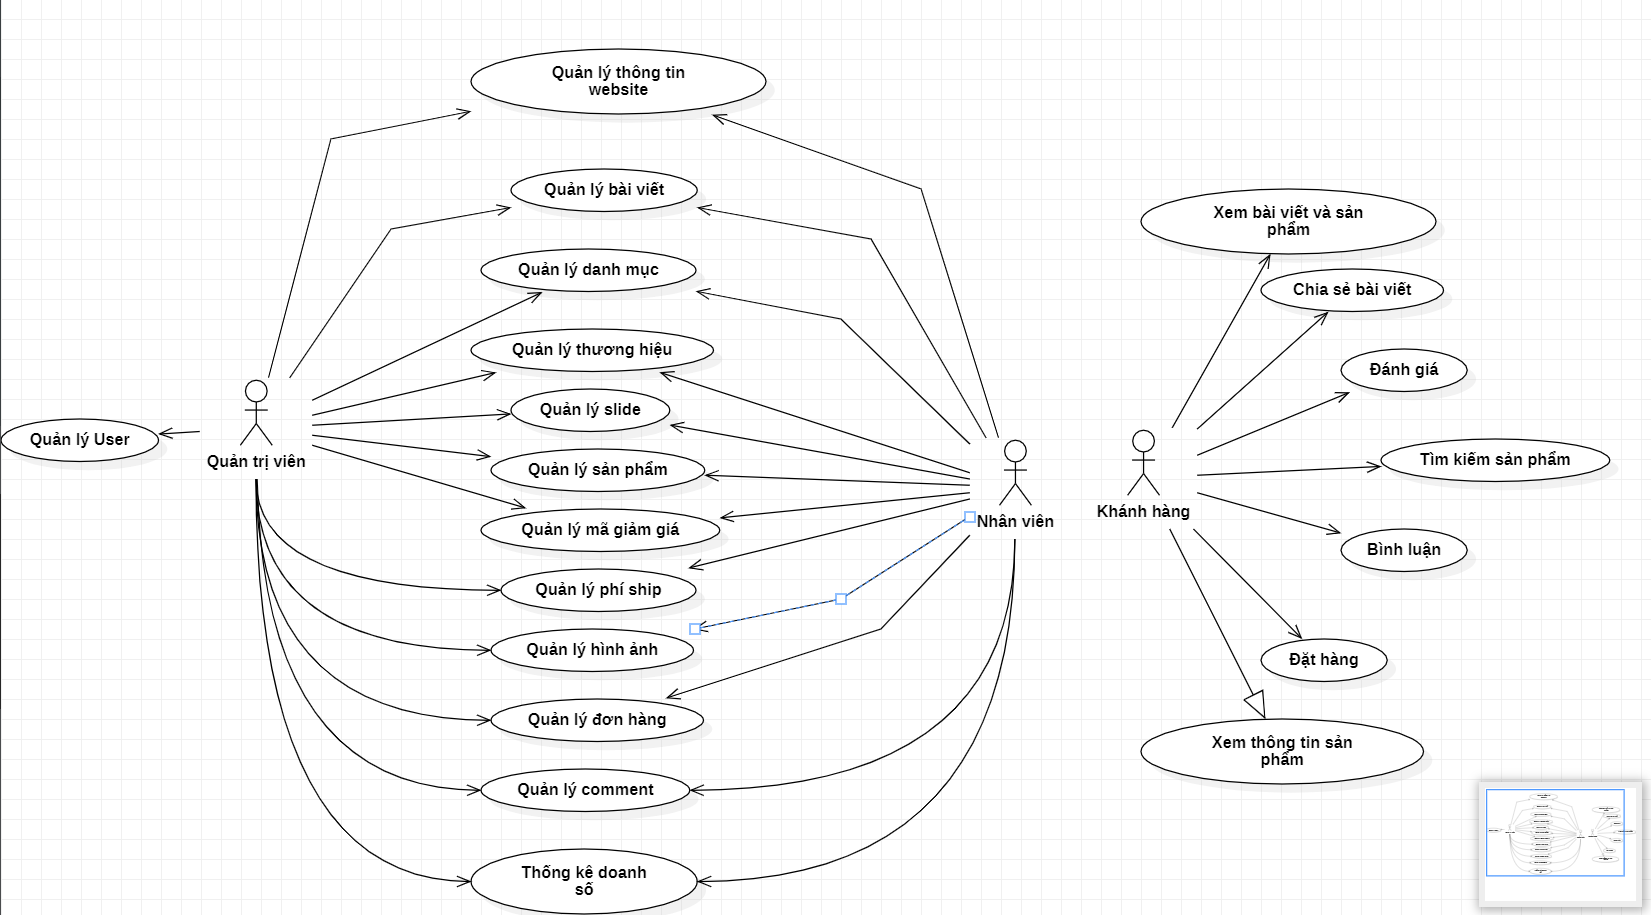 Quản lý thông tin
website
Quản lý bài viết
Quản lý danh mục
Quản lý thương hiệu
Quản lý slide
Quản lý User
Quản trị viên
Quản lý sản phẩm
Quản lý mã giảm giá
Quản lý phí ship
Quản lý hình ảnh
Quản lý đơn hàng
Quản lý comment
Thống kê doanh
số
Nhân viên
Khánh hàng
Xem bài viết và sản
phẩm
Chia sẻ bài viết
Đánh giá
Tìm kiếm sản phẩm
Bình luận
Đặt hàng
Xem thông tin sản
phẩm